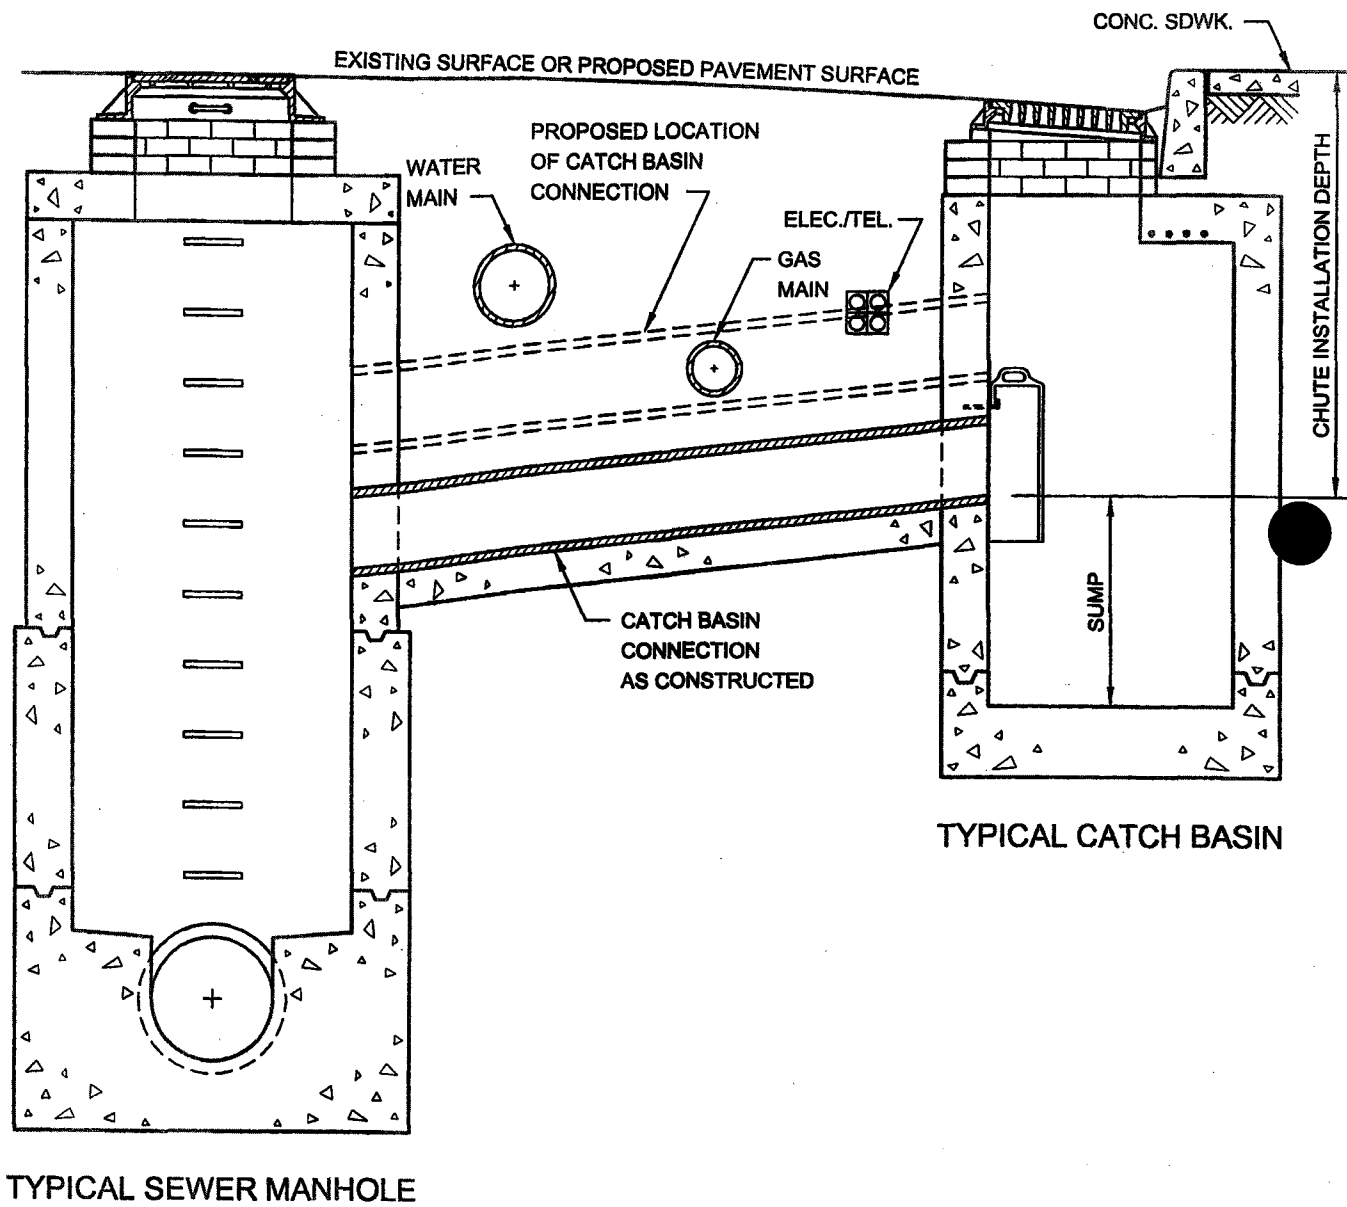 CONC. SDWK.
EXISTING SURFACE OR PROPOSED PAVEMENT SURFACE
PROPOSED LOCATION
OF CATCH BASIN
CONNECTION
WATER
MAIN
ELEC./TEL.
GAS
MAIN
CHUTE INSTALLATION DEPTH
SUMP
CATCH BASIN
CONNECTION
AS CONSTRUCTED
TYPICAL CATCH BASIN
TYPICAL SEWER MANHOLE